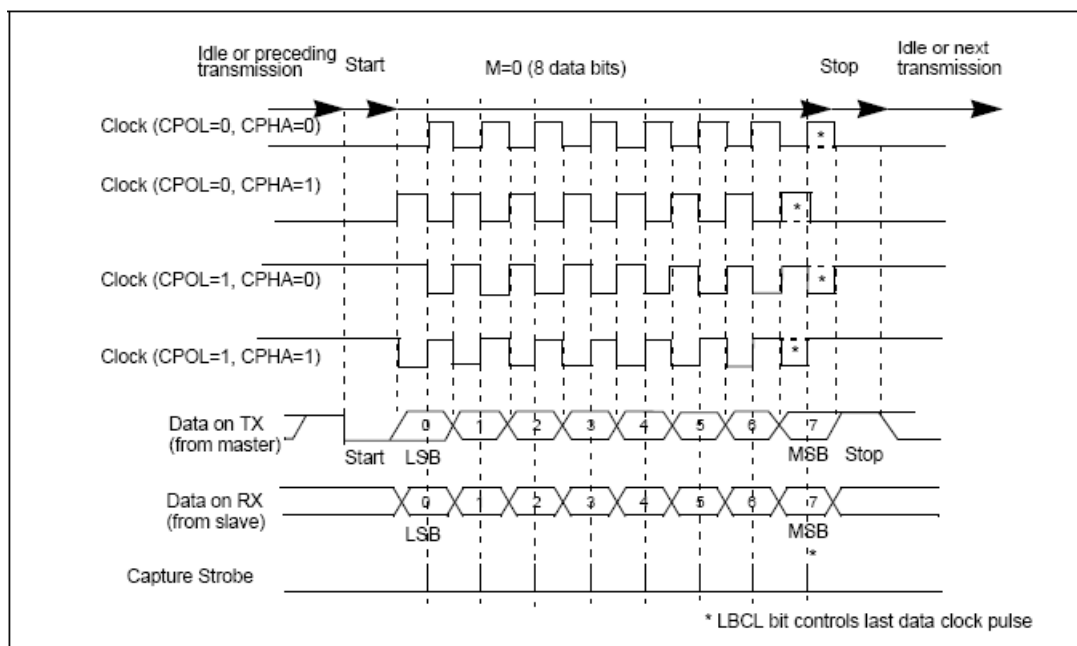 Idle or preceding
transmission
Start
M=0 (8 data bits)
Stop
Idle or next
transmission
Clock (CPOL=0, CPHA=0)
*
Clock (CPOL=0, CPHA=1)
*
Clock (CPOL=1, CPHA=0)
*
Clock (CPOL=1, CPHA=1)
*
Data on TX
(from master)
0 1 2 3 4 5 6 7
Start LSB MSB Stop
Data on RX
(from slave)
0 1 2 3 4 5 6 7
LSB MSB
*
Capture Strobe
* LBCL bit controls last data clock pulse